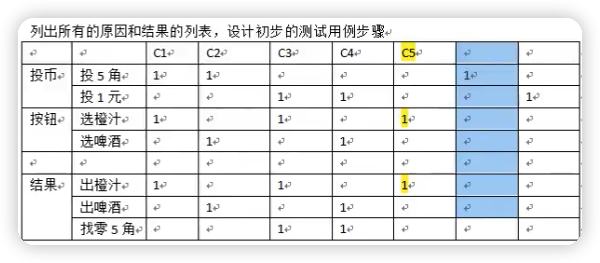 列出所有的原因和结果的列表，设计初步的测试用例步骤
C1 C2 C3 C4 C5
投币 投 5 角 1 1 1
投 1 元 1 1 1
按钮 选橙汁 1 1 1
选啤酒 1 1
结果 出橙汁 1 1 1
出啤酒 1 1
找零 5 角 1 1